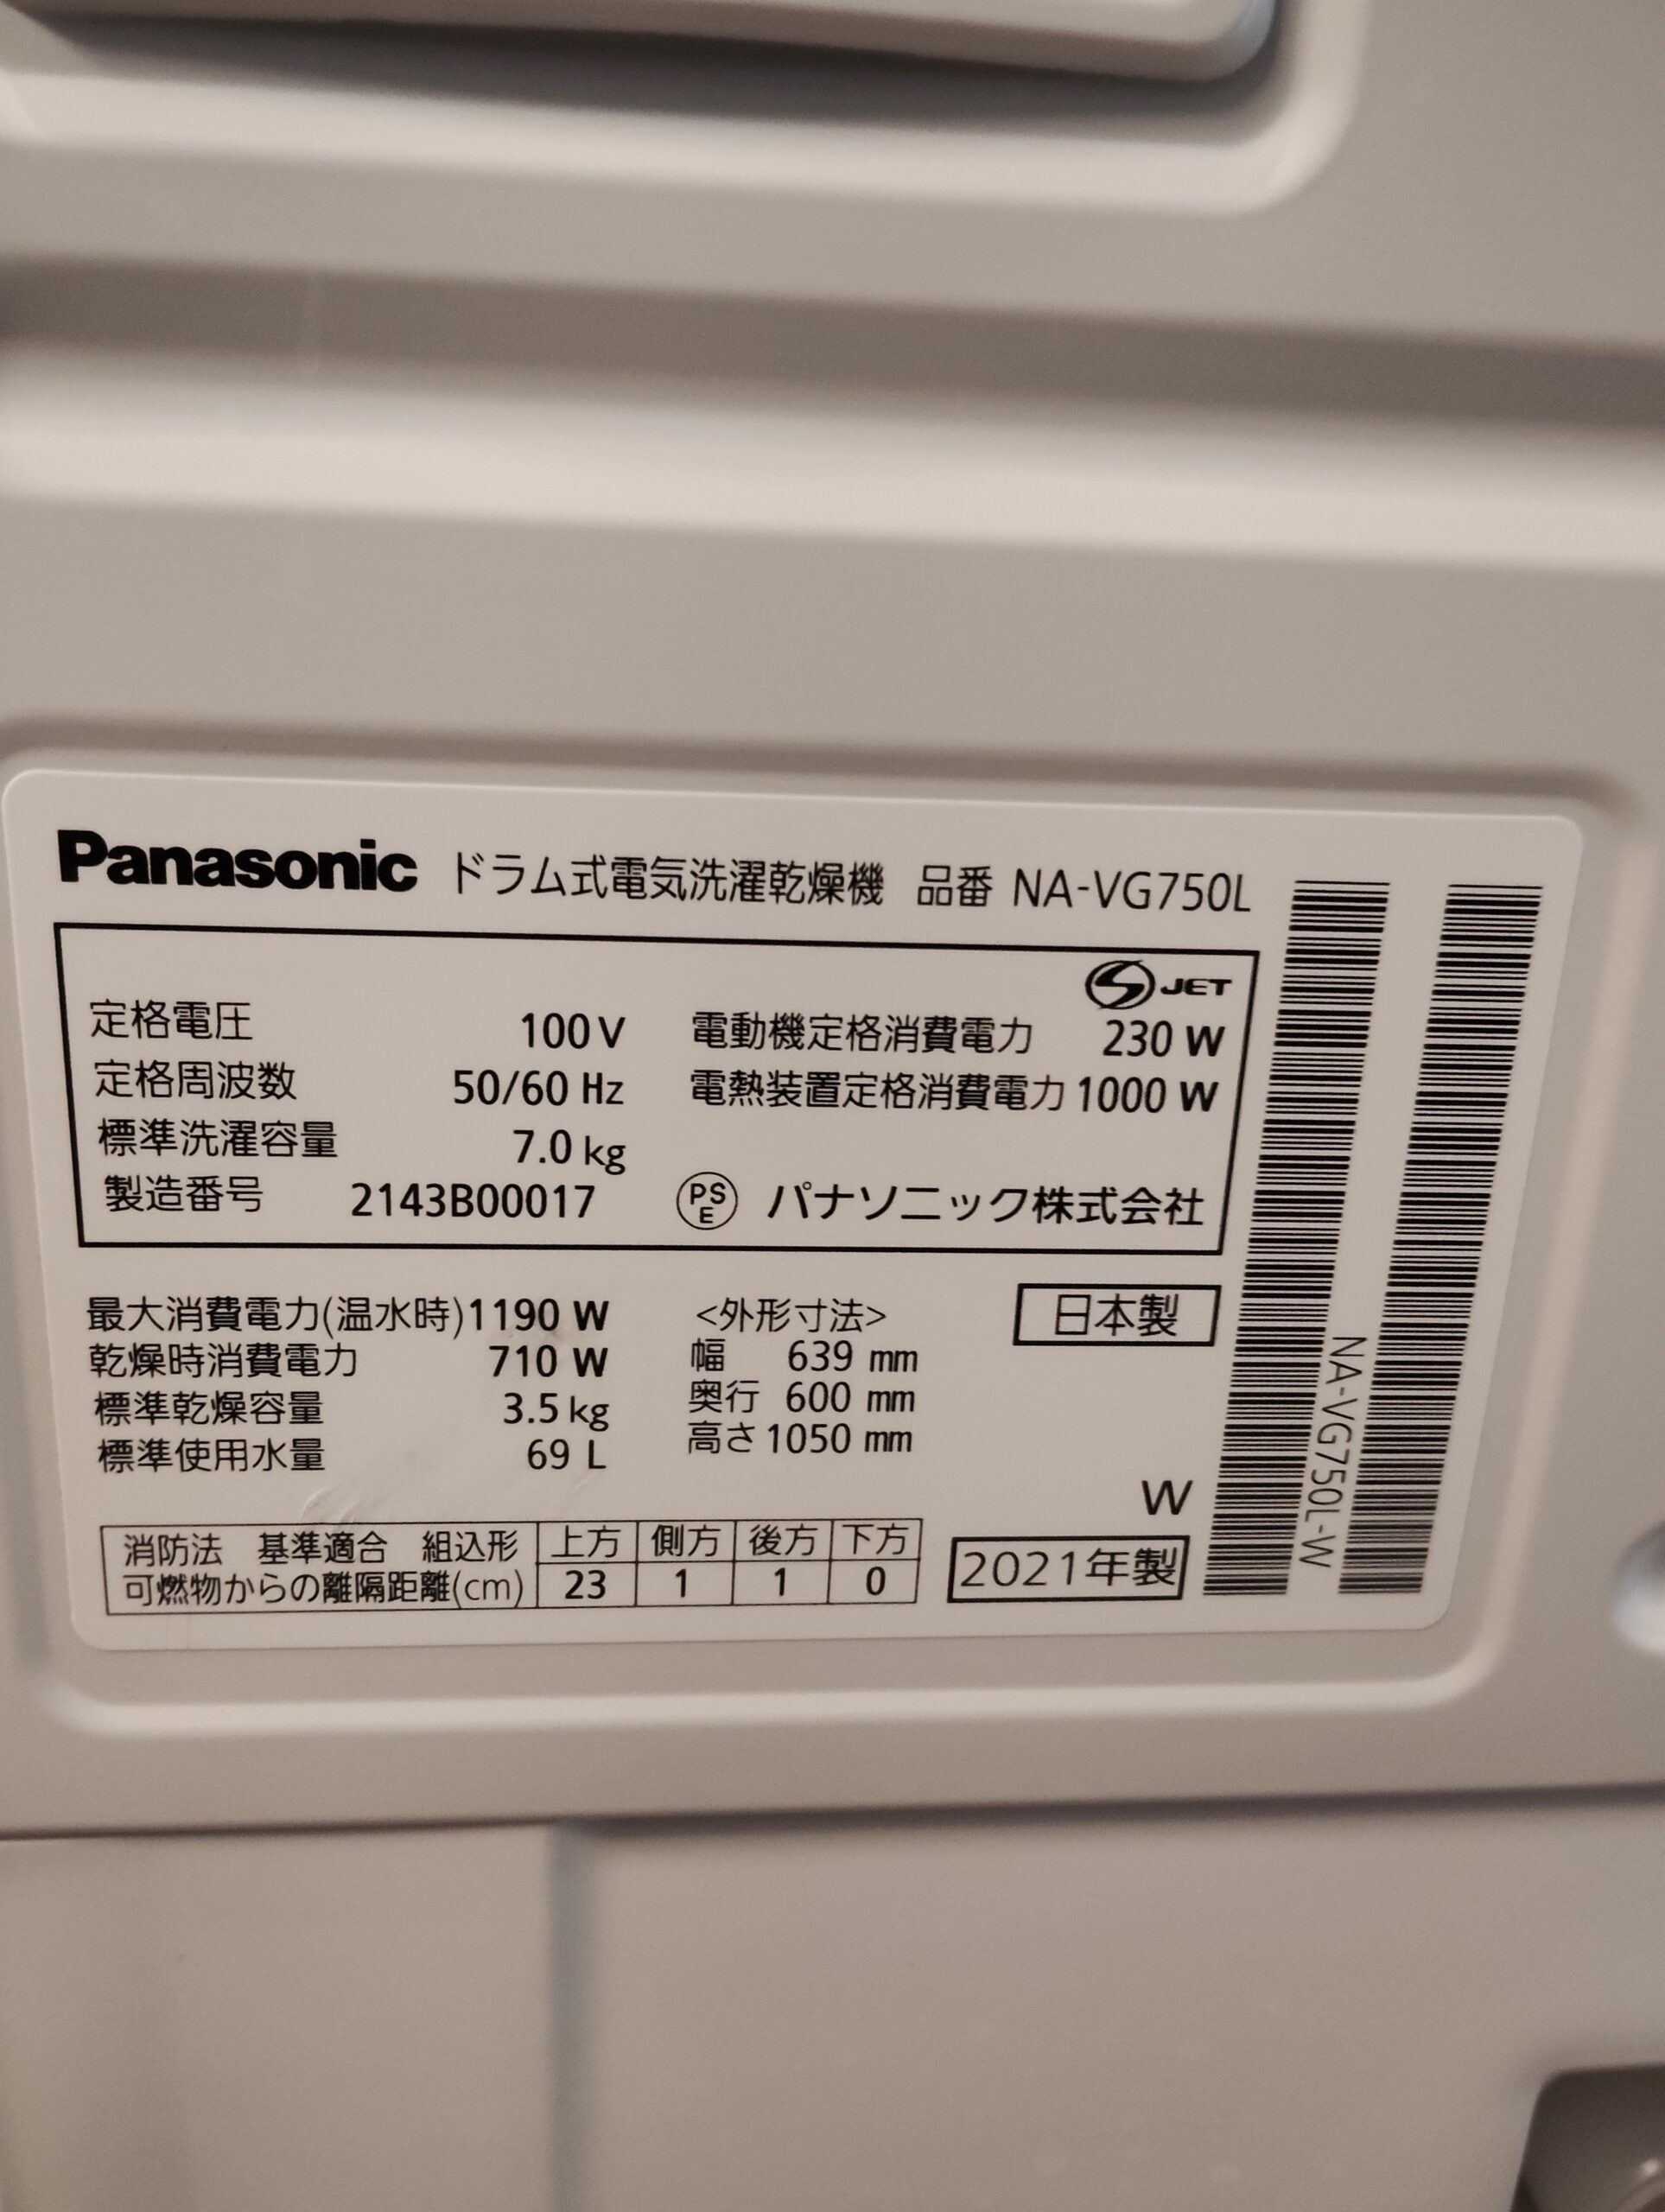 Panasonic ドラム式電気洗濯乾燥機 品番 NA-VG750L
S JET
定格電圧 100V 電動機定格消費電力 230 W
定格周波数 50/60 Hz 電熱装置定格消費電力 1000 W
標準洗濯容量 7.0 kg
製造番号 2143B00017 PSE パナソニック株式会社
最大消費電力(温水時) 1190 W <外形寸法> 日本製
乾燥時消費電力 710 W 幅 639 mm
標準乾燥容量 3.5 kg 奥行 600 mm
標準使用水量 69 L 高さ 1050 mm
W
消防法 基準適合 組込形 上方 側方 後方 下方
可燃物からの離隔距離(cm) 23 1 1 0
2021年製
NA-VG750L-W